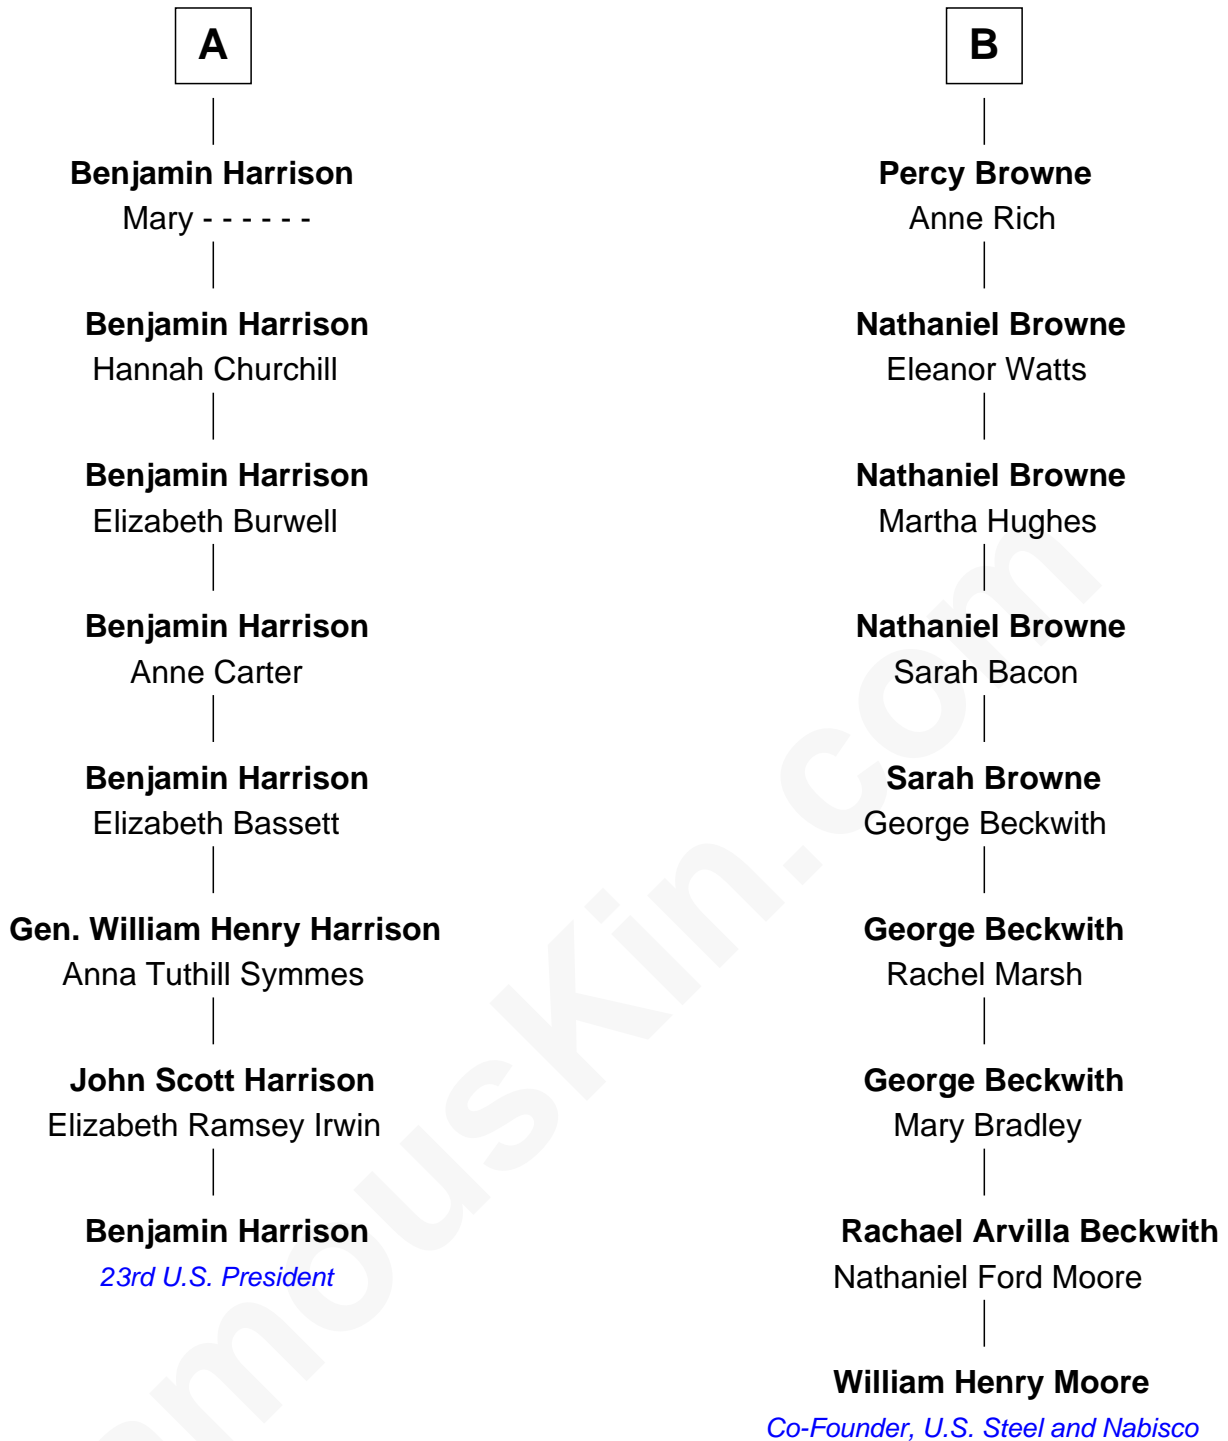 A
Benjamin Harrison
Mary - - - - - -
Benjamin Harrison
Hannah Churchill
Benjamin Harrison
Elizabeth Burwell
Benjamin Harrison
Anne Carter
Benjamin Harrison
Elizabeth Bassett
Gen. William Henry Harrison
Anna Tuthill Symmes
John Scott Harrison
Elizabeth Ramsey Irwin
Benjamin Harrison
23rd U.S. President
B
Percy Browne
Anne Rich
Nathaniel Browne
Eleanor Watts
Nathaniel Browne
Martha Hughes
Nathaniel Browne
Sarah Bacon
Sarah Browne
George Beckwith
George Beckwith
Rachel Marsh
George Beckwith
Mary Bradley
Rachael Arvilla Beckwith
Nathaniel Ford Moore
William Henry Moore
Co-Founder, U.S. Steel and Nabisco
amousKin.com